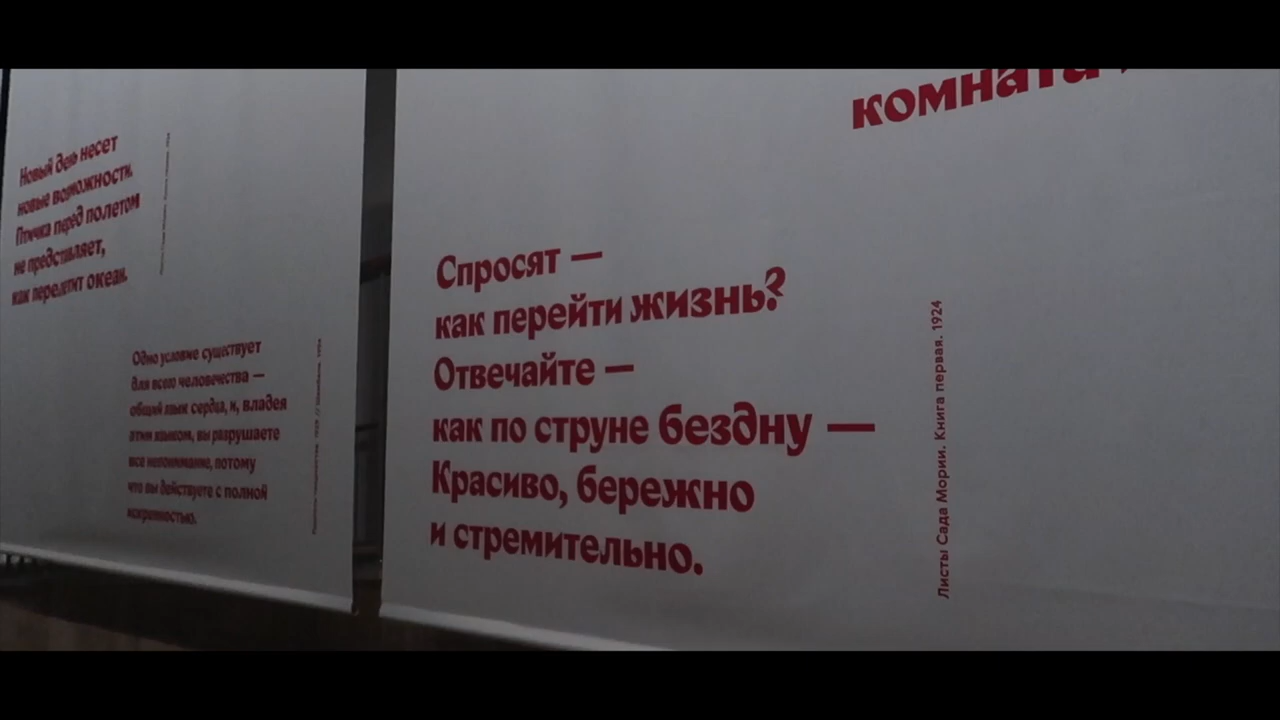 Новый день несет
новые возможности.
Птичка перед полетом
не представляет,
как перелетит океан.
Одно условие существует
для всего человечества —
общий язык сердца, и, владея
этим языком, вы разрушаете
все непонимание, потому
что вы действуете с полной
искренностью.
комната
Спросят —
как перейти жизнь?
Отвечайте —
как по струне бездну —
Красиво, бережно
и стремительно.
Листы Сада Мории. Книга первая. 1924